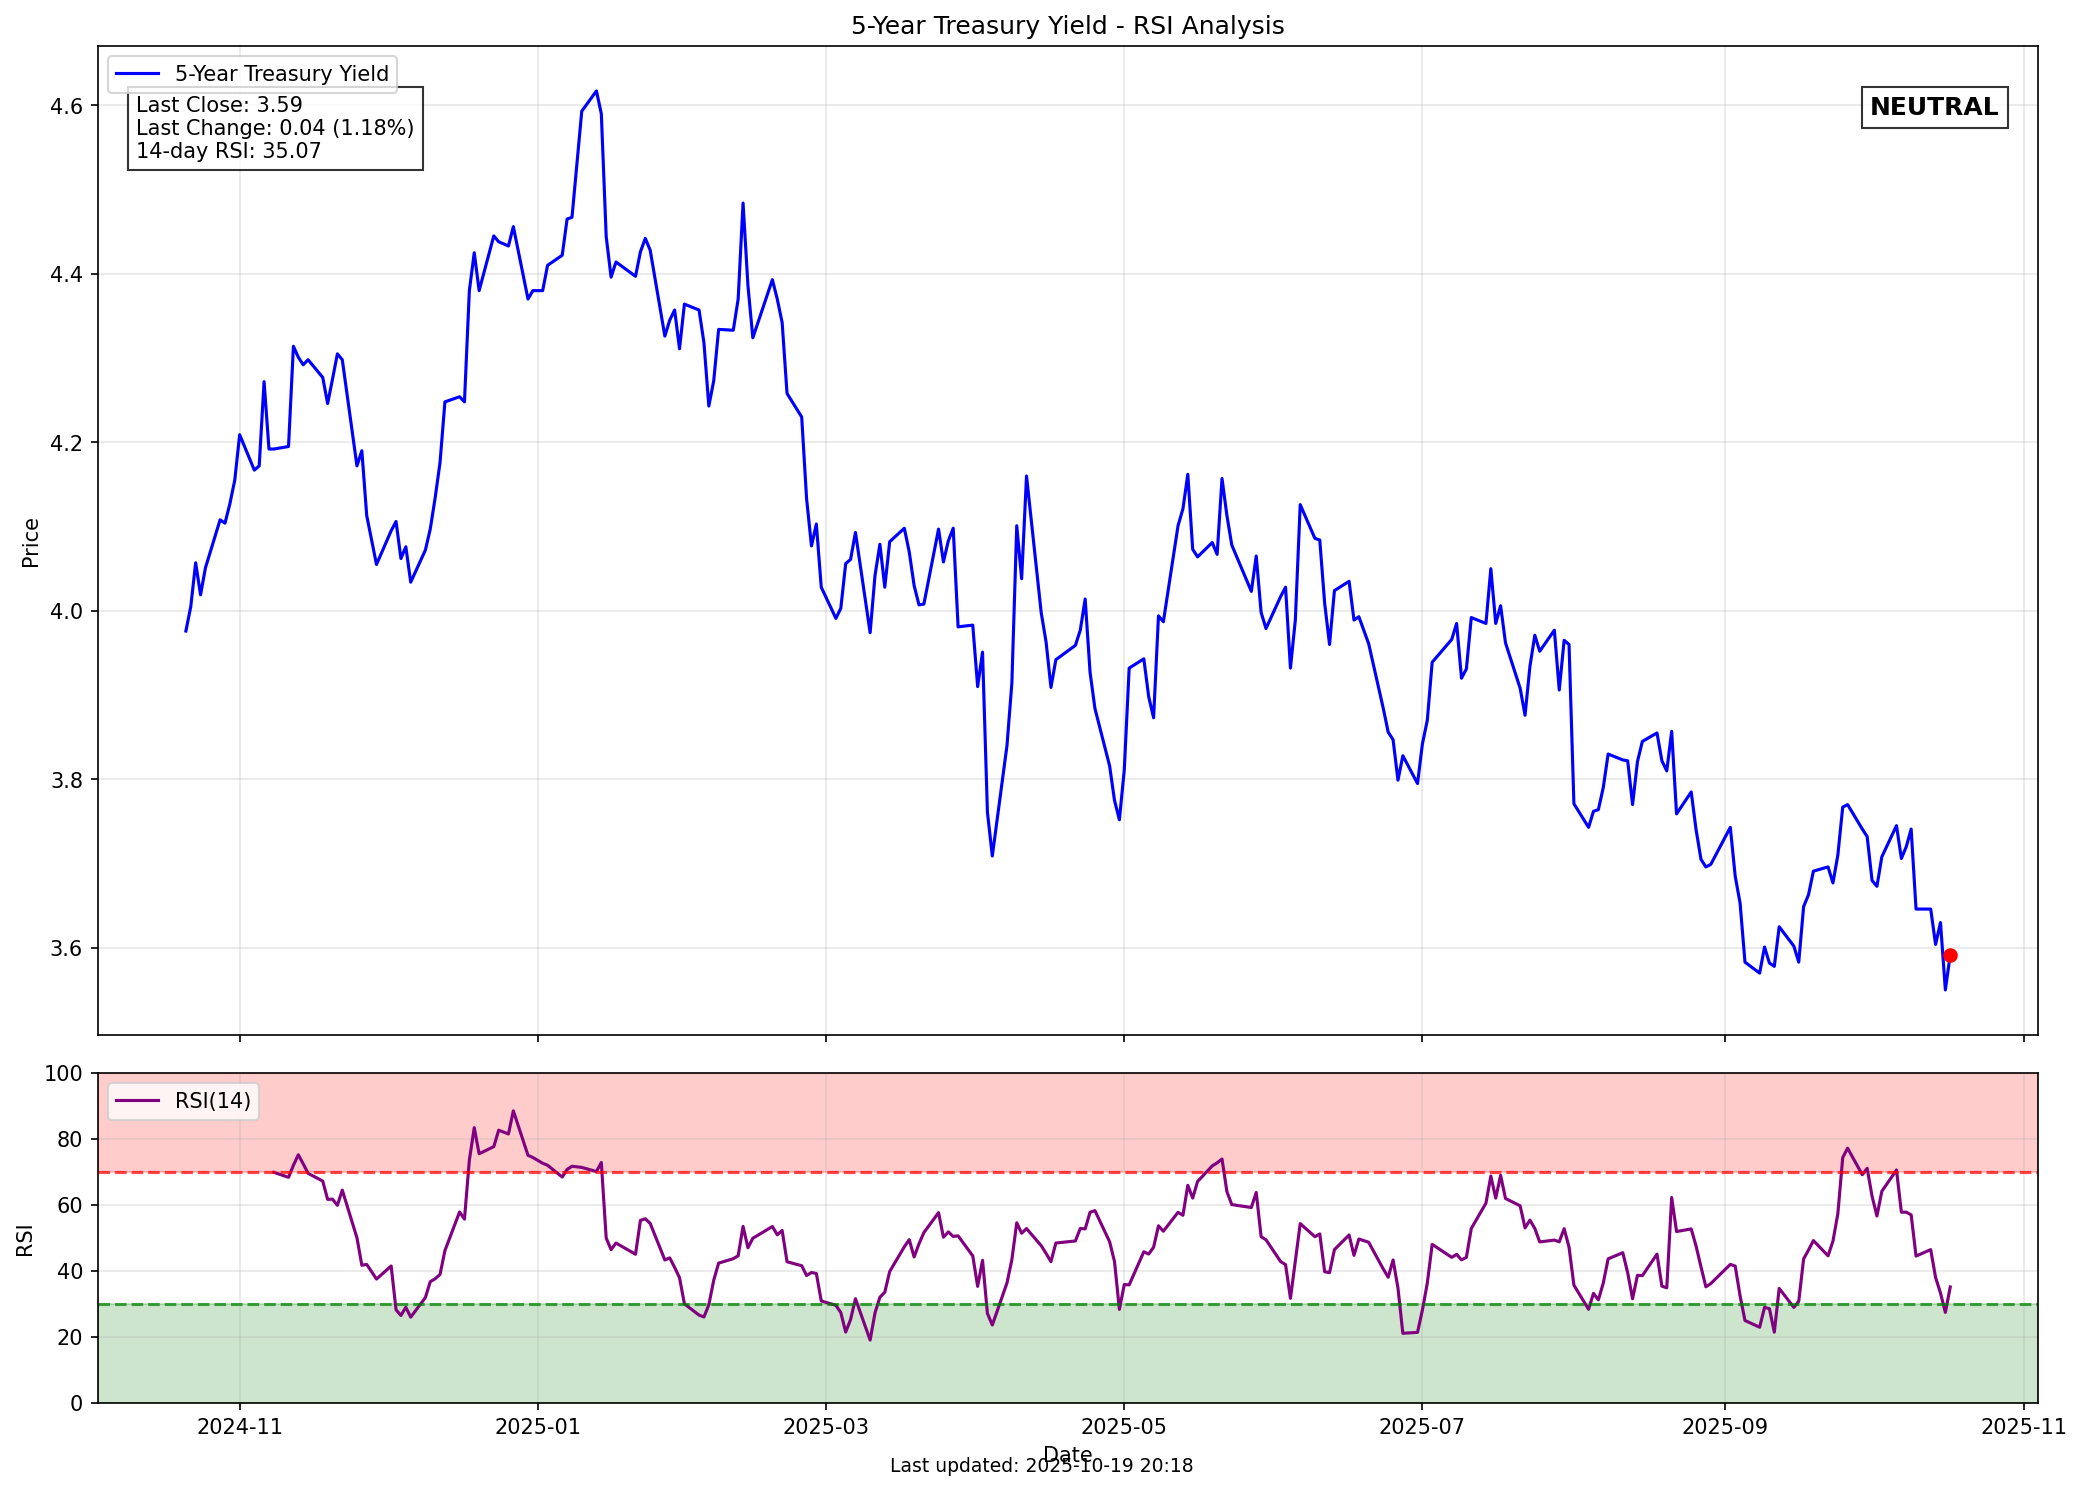 5-Year Treasury Yield - RSI Analysis
5-Year Treasury Yield
Last Close: 3.59
Last Change: 0.04 (1.18%)
14-day RSI: 35.07
NEUTRAL
Price
4.6
4.4
4.2
4.0
3.8
3.6
RSI(14)
RSI
100
80
60
40
20
0
2024-11
2025-01
2025-03
2025-05
2025-07
2025-09
2025-11
Date
Last updated: 2025-10-19 20:18